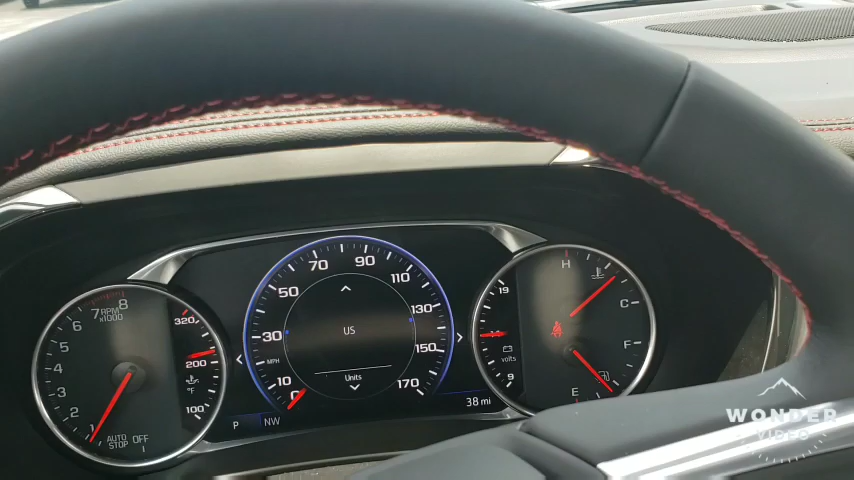 8
7 RPM
x1000
6
5
4
3
2
1
AUTO STOP OFF
320
200
°F
100
70 90
50 110
30 130
MPH 150
10 170
0
US
Units
P NW
38 mi
19
volts
9
H
C
F
E
WONDER
VIDEO